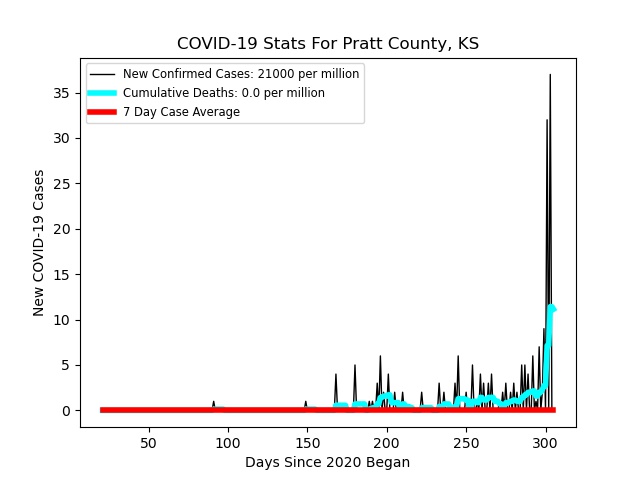 COVID-19 Stats For Pratt County, KS
New Confirmed Cases: 21000 per million
Cumulative Deaths: 0.0 per million
7 Day Case Average
New COVID-19 Cases
35
30
25
20
15
10
5
0
50 100 150 200 250 300
Days Since 2020 Began